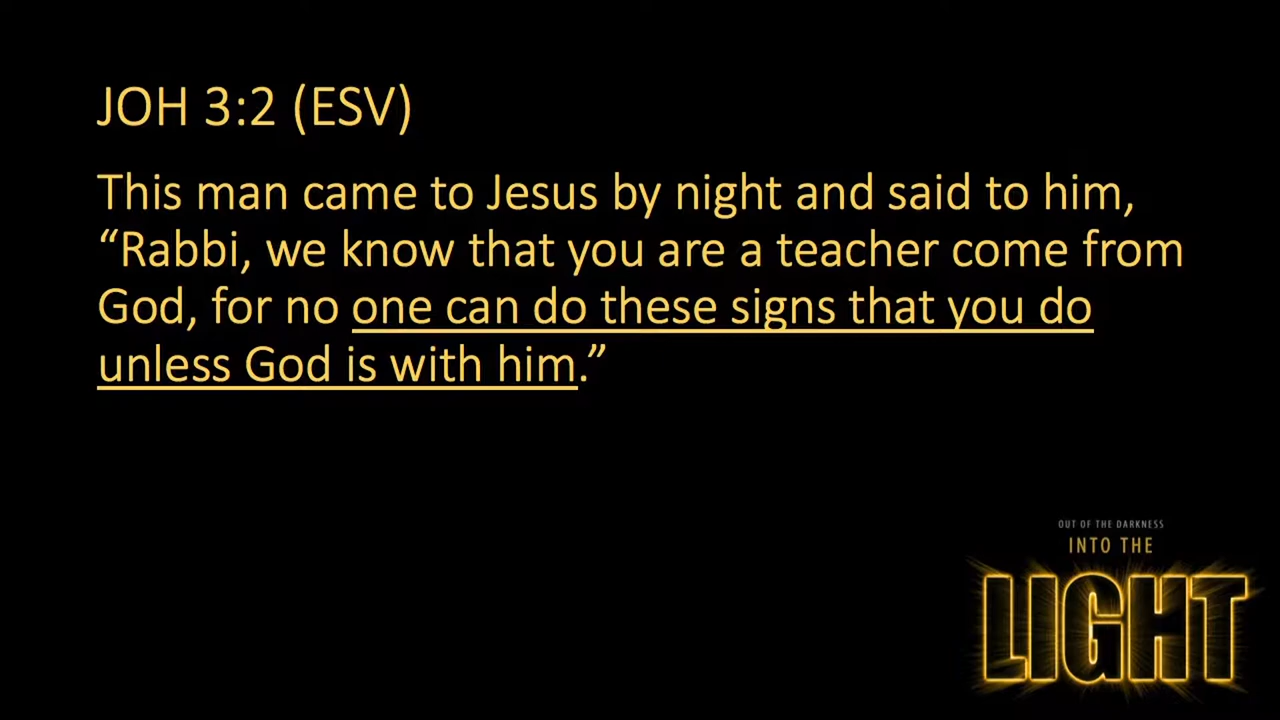 JOH 3:2 (ESV)
This man came to Jesus by night and said to him,
“Rabbi, we know that you are a teacher come from
God, for no one can do these signs that you do
unless God is with him.”
OUT OF THE DARKNESS
INTO THE
LIGHT